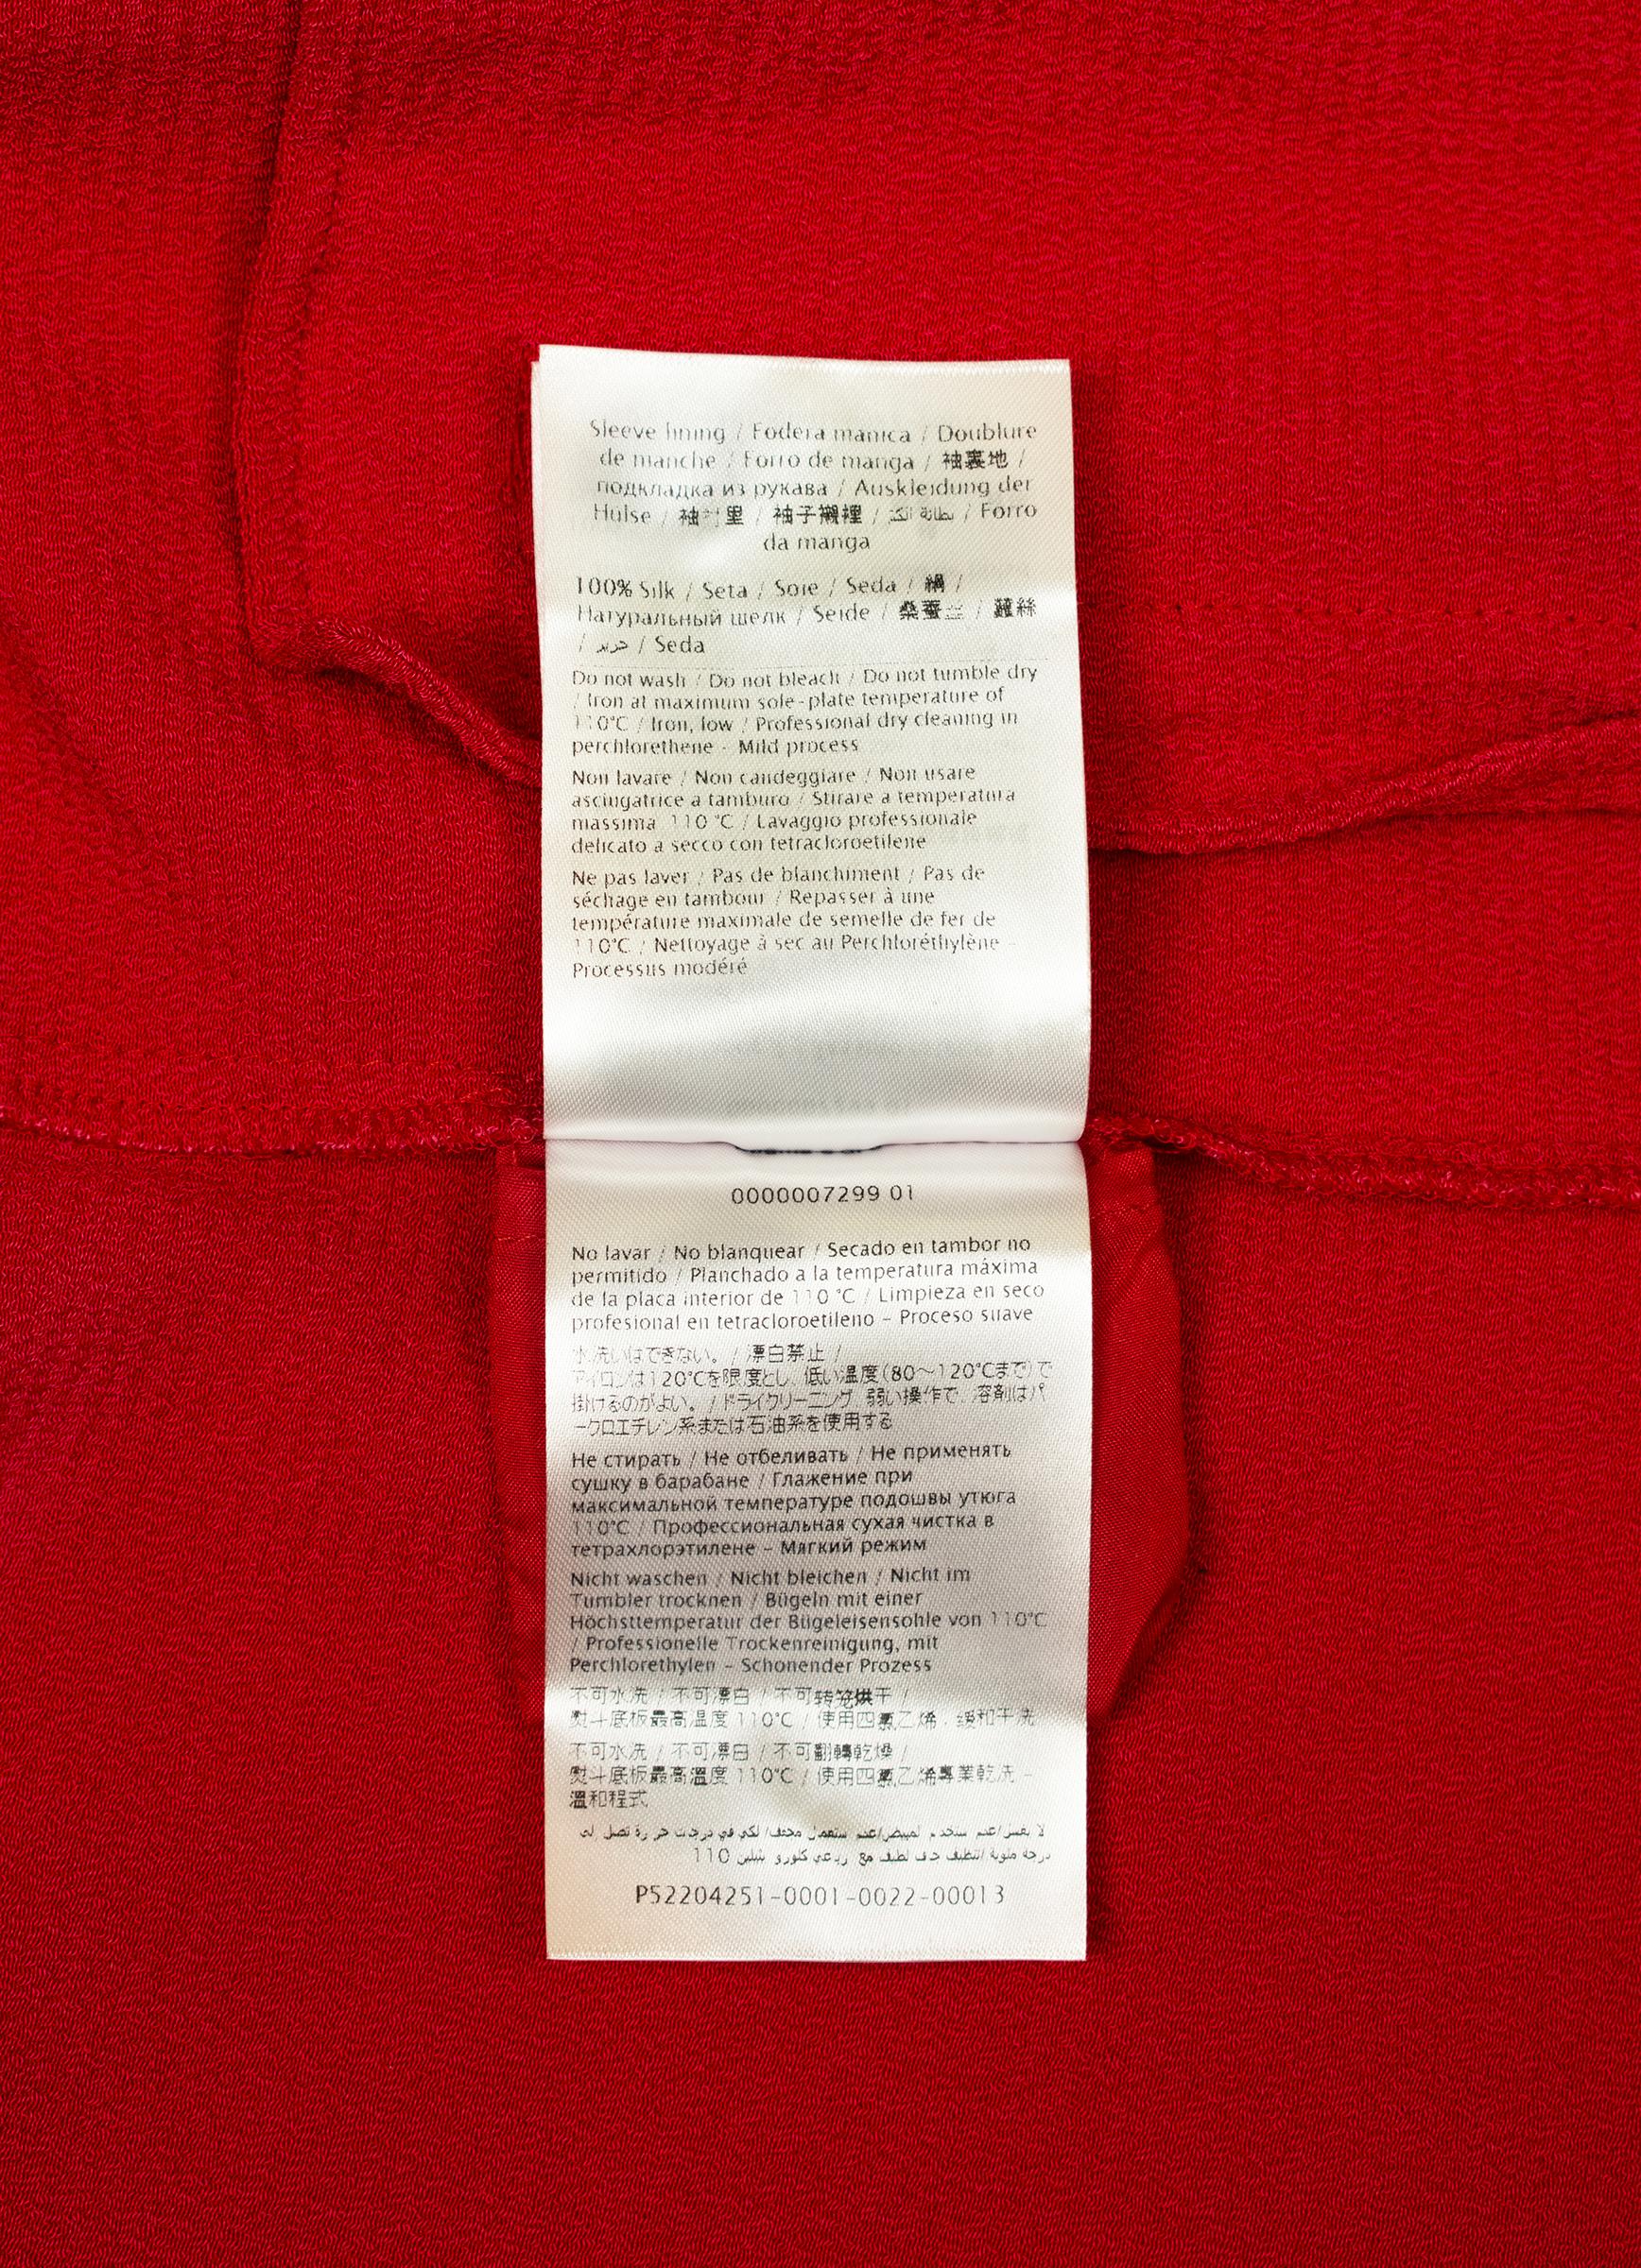 Sleeve lining / Fodera manica / Doublure
de manche / Forro de manga / 袖裏地 /
подкладка из рукава / Auskleidung der
Hülse / 袖衬里 / 袖子襯裡 / بطانة الكم / Forro
da manga
100% Silk / Seta / Soie / Seda / 絹 /
Натуральный шелк / Seide / 桑蚕丝 / 蠶絲
/ حرير / Seda
Do not wash / Do not bleach / Do not tumble dry
/ Iron at maximum sole-plate temperature of
110°C / Iron, low / Professional dry cleaning in
perchlorethene - Mild process
Non lavare / Non candeggiare / Non usare
asciugatrice a tamburo / Stirare a temperatura
massima 110 °C / Lavaggio professionale
delicato a secco con tetracloroetilene
Ne pas laver / Pas de blanchiment / Pas de
séchage en tambour / Repasser à une
température maximale de semelle de fer de
110°C / Nettoyage à sec au Perchloréthylène -
Processus modéré
0000007299 01
No lavar / No blanquear / Secado en tambor no
permitido / Planchado a la temperatura máxima
de la placa interior de 110 °C / Limpieza en seco
profesional en tetracloroetileno - Proceso suave
水洗いはできない。 / 漂白禁止 /
アイロンは120℃を限度とし、低い温度(80～120℃まで)で
掛けるのがよい。 / ドライクリーニング、弱い操作で、溶剤はパ
ークロエチレン系または石油系を使用する
Не стирать / Не отбеливать / Не применять
сушку в барабане / Глажение при
максимальной температуре подошвы утюга
110°C / Профессиональная сухая чистка в
тетрахлорэтилене - Мягкий режим
Nicht waschen / Nicht bleichen / Nicht im
Tumbler trocknen / Bügeln mit einer
Höchsttemperatur der Bügeleisensohle von 110°C
/ Professionelle Trockenreinigung, mit
Perchlorethylen - Schonender Prozess
不可水洗 / 不可漂白 / 不可转笼烘干 /
熨斗底板最高温度 110°C / 使用四氯乙烯，缓和干洗
不可水洗 / 不可漂白 / 不可翻轉乾燥 /
熨斗底板最高溫度 110°C / 使用四氯乙烯專業乾洗 -
溫和程式
في درجات حرارة تصل إلى
درجة مئوية 110
P52204251-0001-0022-00013